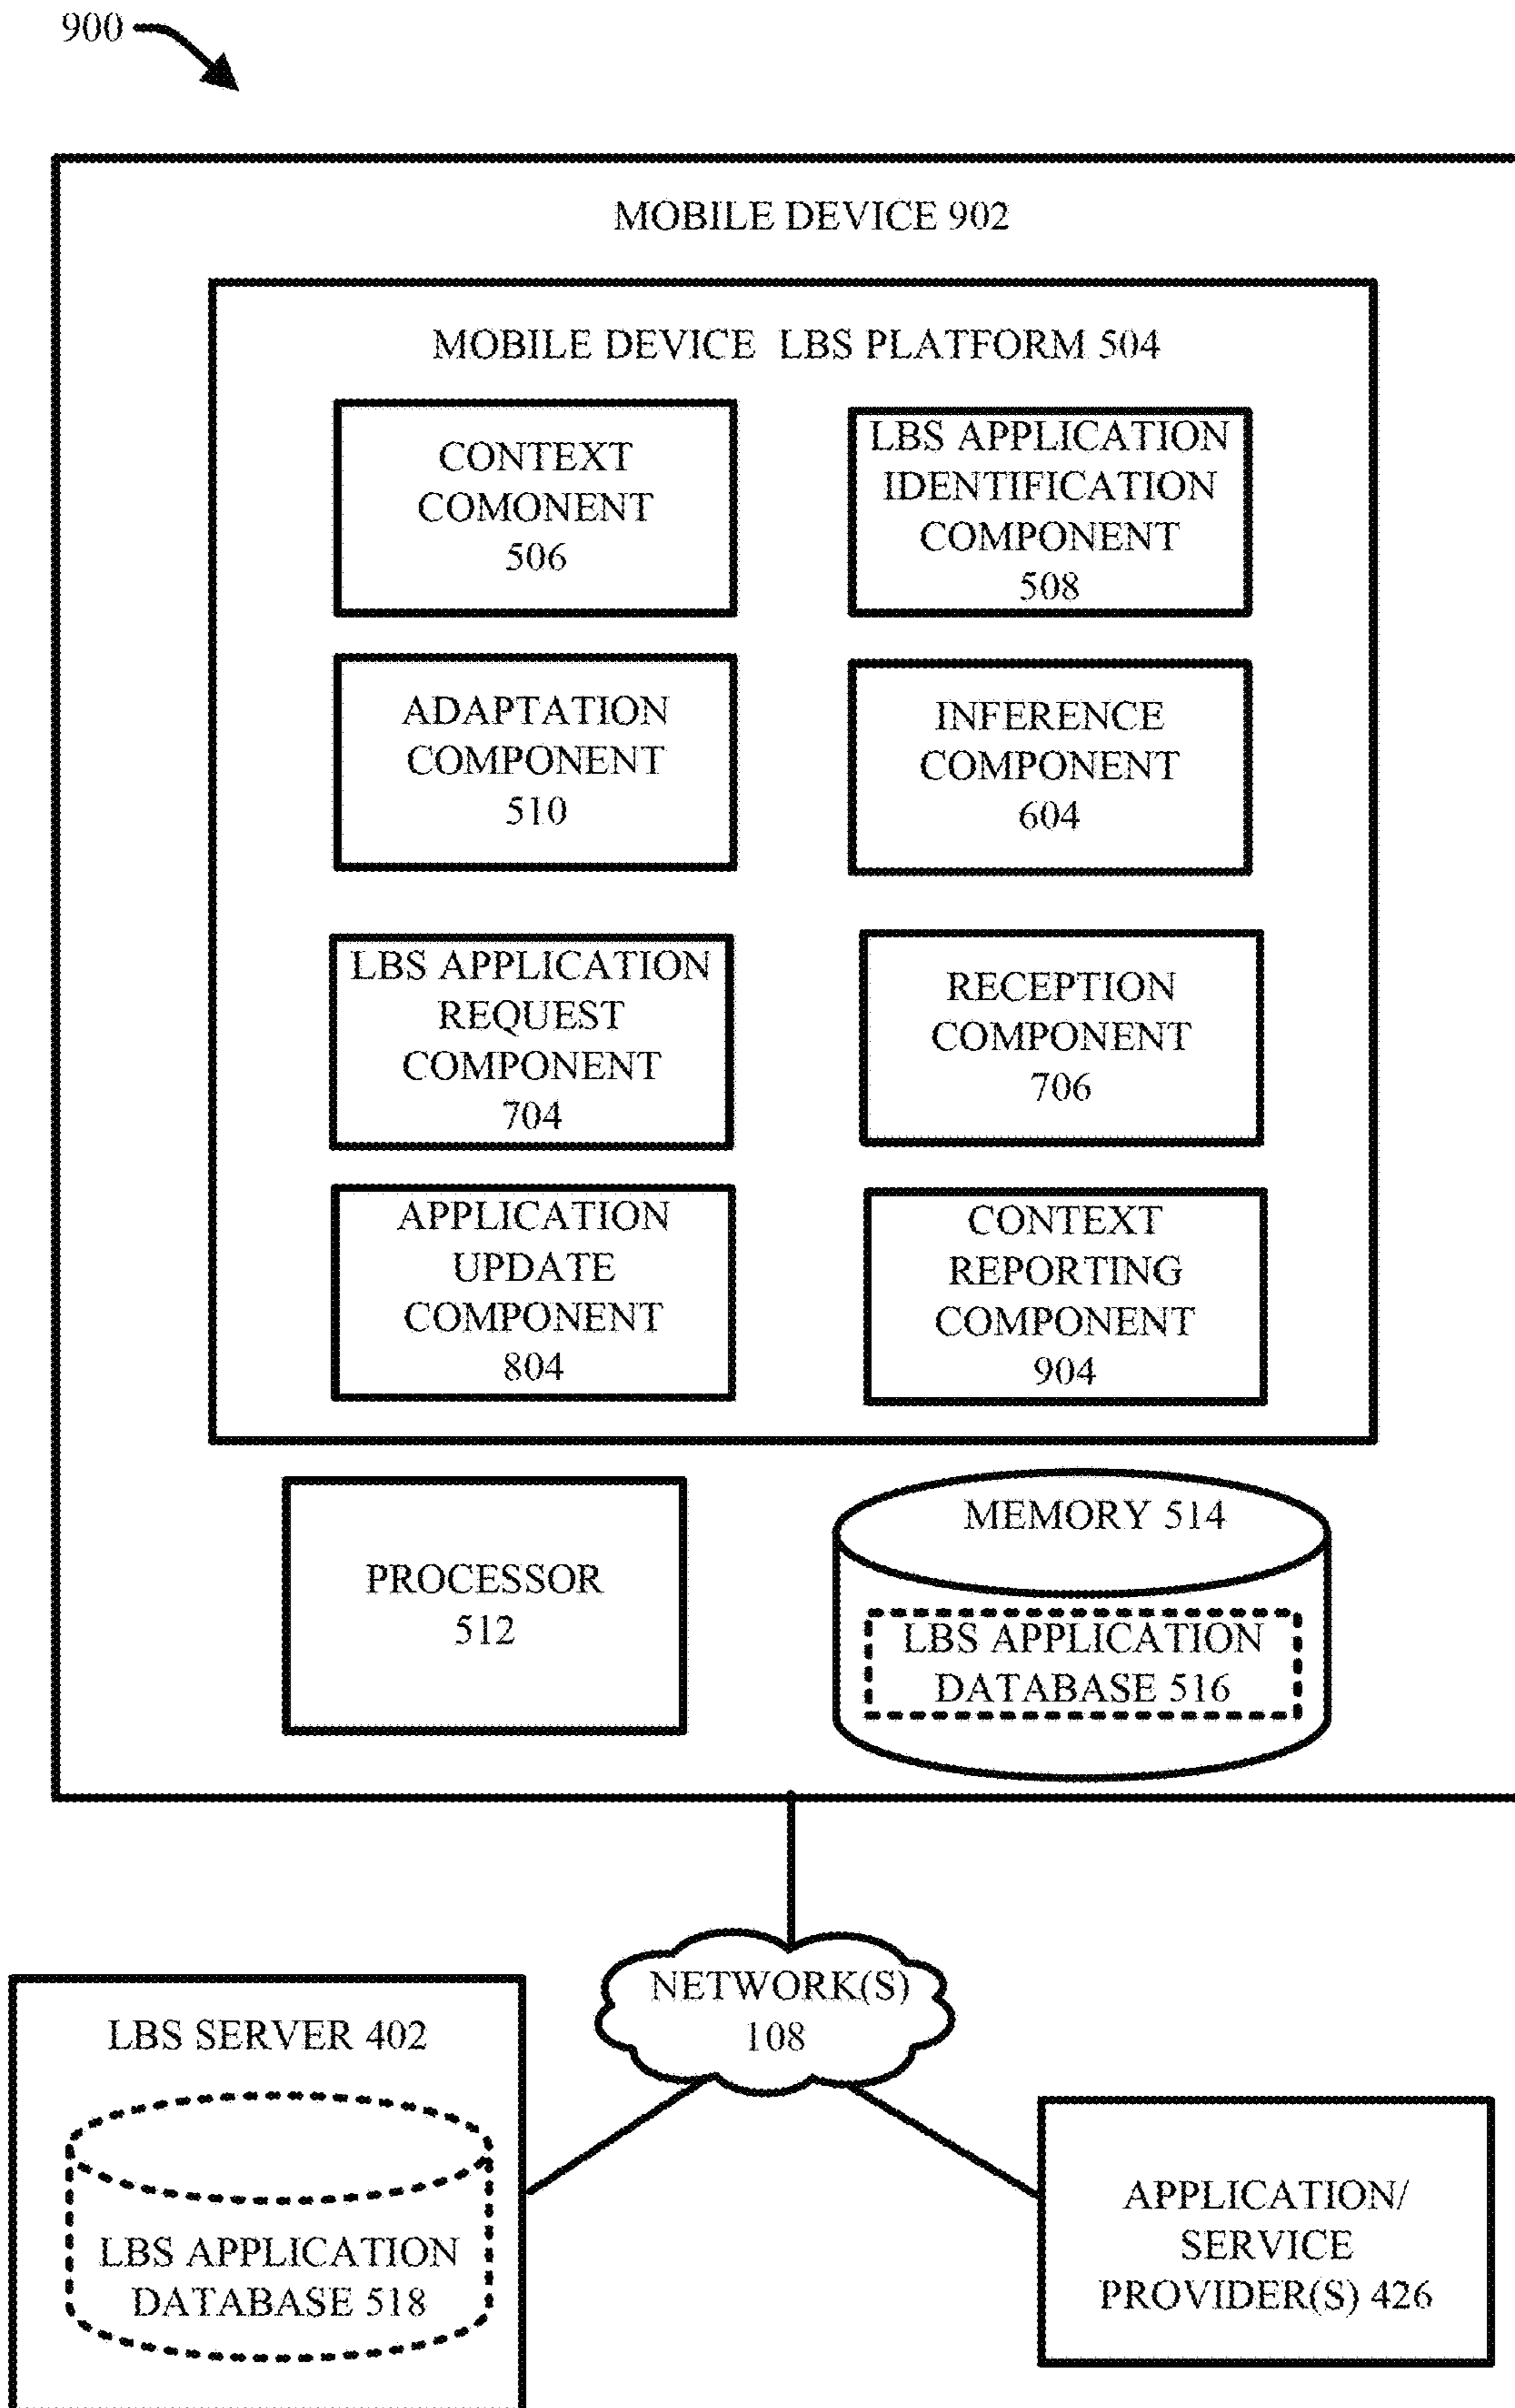 900
MOBILE DEVICE 902
MOBILE DEVICE LBS PLATFORM 504
CONTEXT
COMONENT
506
LBS APPLICATION
IDENTIFICATION
COMPONENT
508
ADAPTATION
COMPONENT
510
INFERENCE
COMPONENT
604
LBS APPLICATION
REQUEST
COMPONENT
704
RECEPTION
COMPONENT
706
APPLICATION
UPDATE
COMPONENT
804
CONTEXT
REPORTING
COMPONENT
904
PROCESSOR
512
MEMORY 514
LBS APPLICATION
DATABASE 516
NETWORK(S)
108
LBS SERVER 402
LBS APPLICATION
DATABASE 518
APPLICATION/
SERVICE
PROVIDER(S) 426